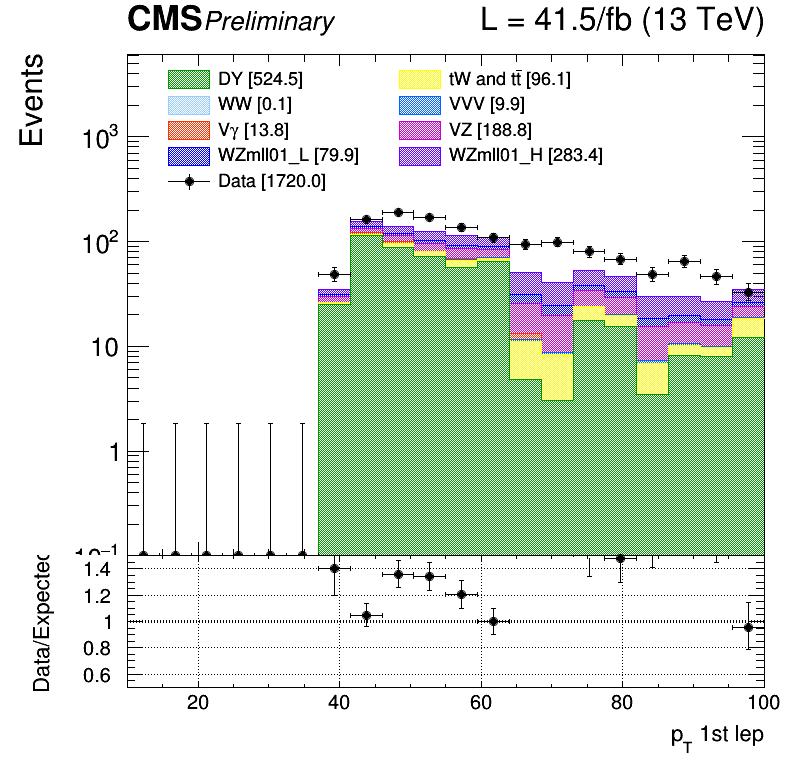 CMS Preliminary L = 41.5/fb (13 TeV)
Events
DY [524.5] tW and tt̄ [96.1]
WW [0.1] VVV [9.9]
Vγ [13.8] VZ [188.8]
WZmll01_L [79.9] WZmll01_H [283.4]
Data [1720.0]
10³
10²
10
1
10⁻¹
Data/Expected
1.4
1.2
1
0.8
0.6
20 40 60 80 100
p_T 1st lep